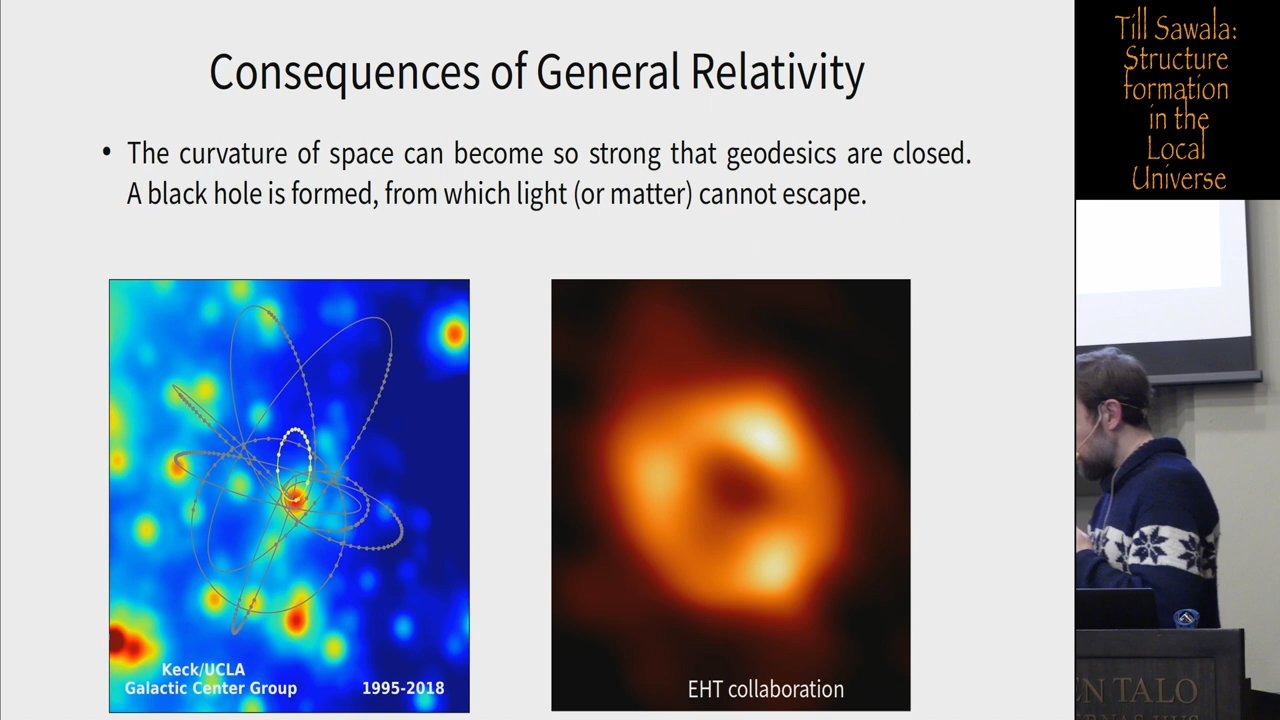 Consequences of General Relativity
• The curvature of space can become so strong that geodesics are closed.
A black hole is formed, from which light (or matter) cannot escape.
Keck/UCLA
Galactic Center Group
1995-2018
EHT collaboration
Till Sawala:
Structure
formation
in the
Local
Universe
EN TALO